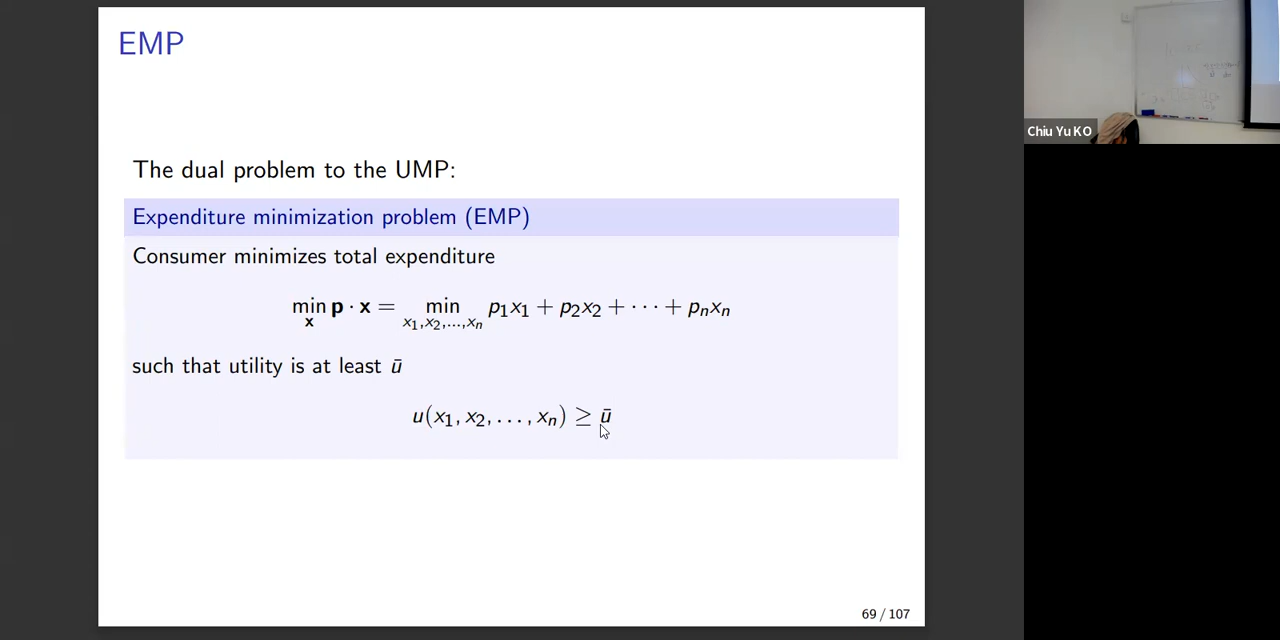 EMP
The dual problem to the UMP:
Expenditure minimization problem (EMP)
Consumer minimizes total expenditure
min p · x = min p₁x₁ + p₂x₂ + · · · + pₙxₙ
x x₁,x₂,...,xₙ
such that utility is at least ū
u(x₁, x₂, . . . , xₙ) ≥ ū
69 / 107
Chiu Yu KO